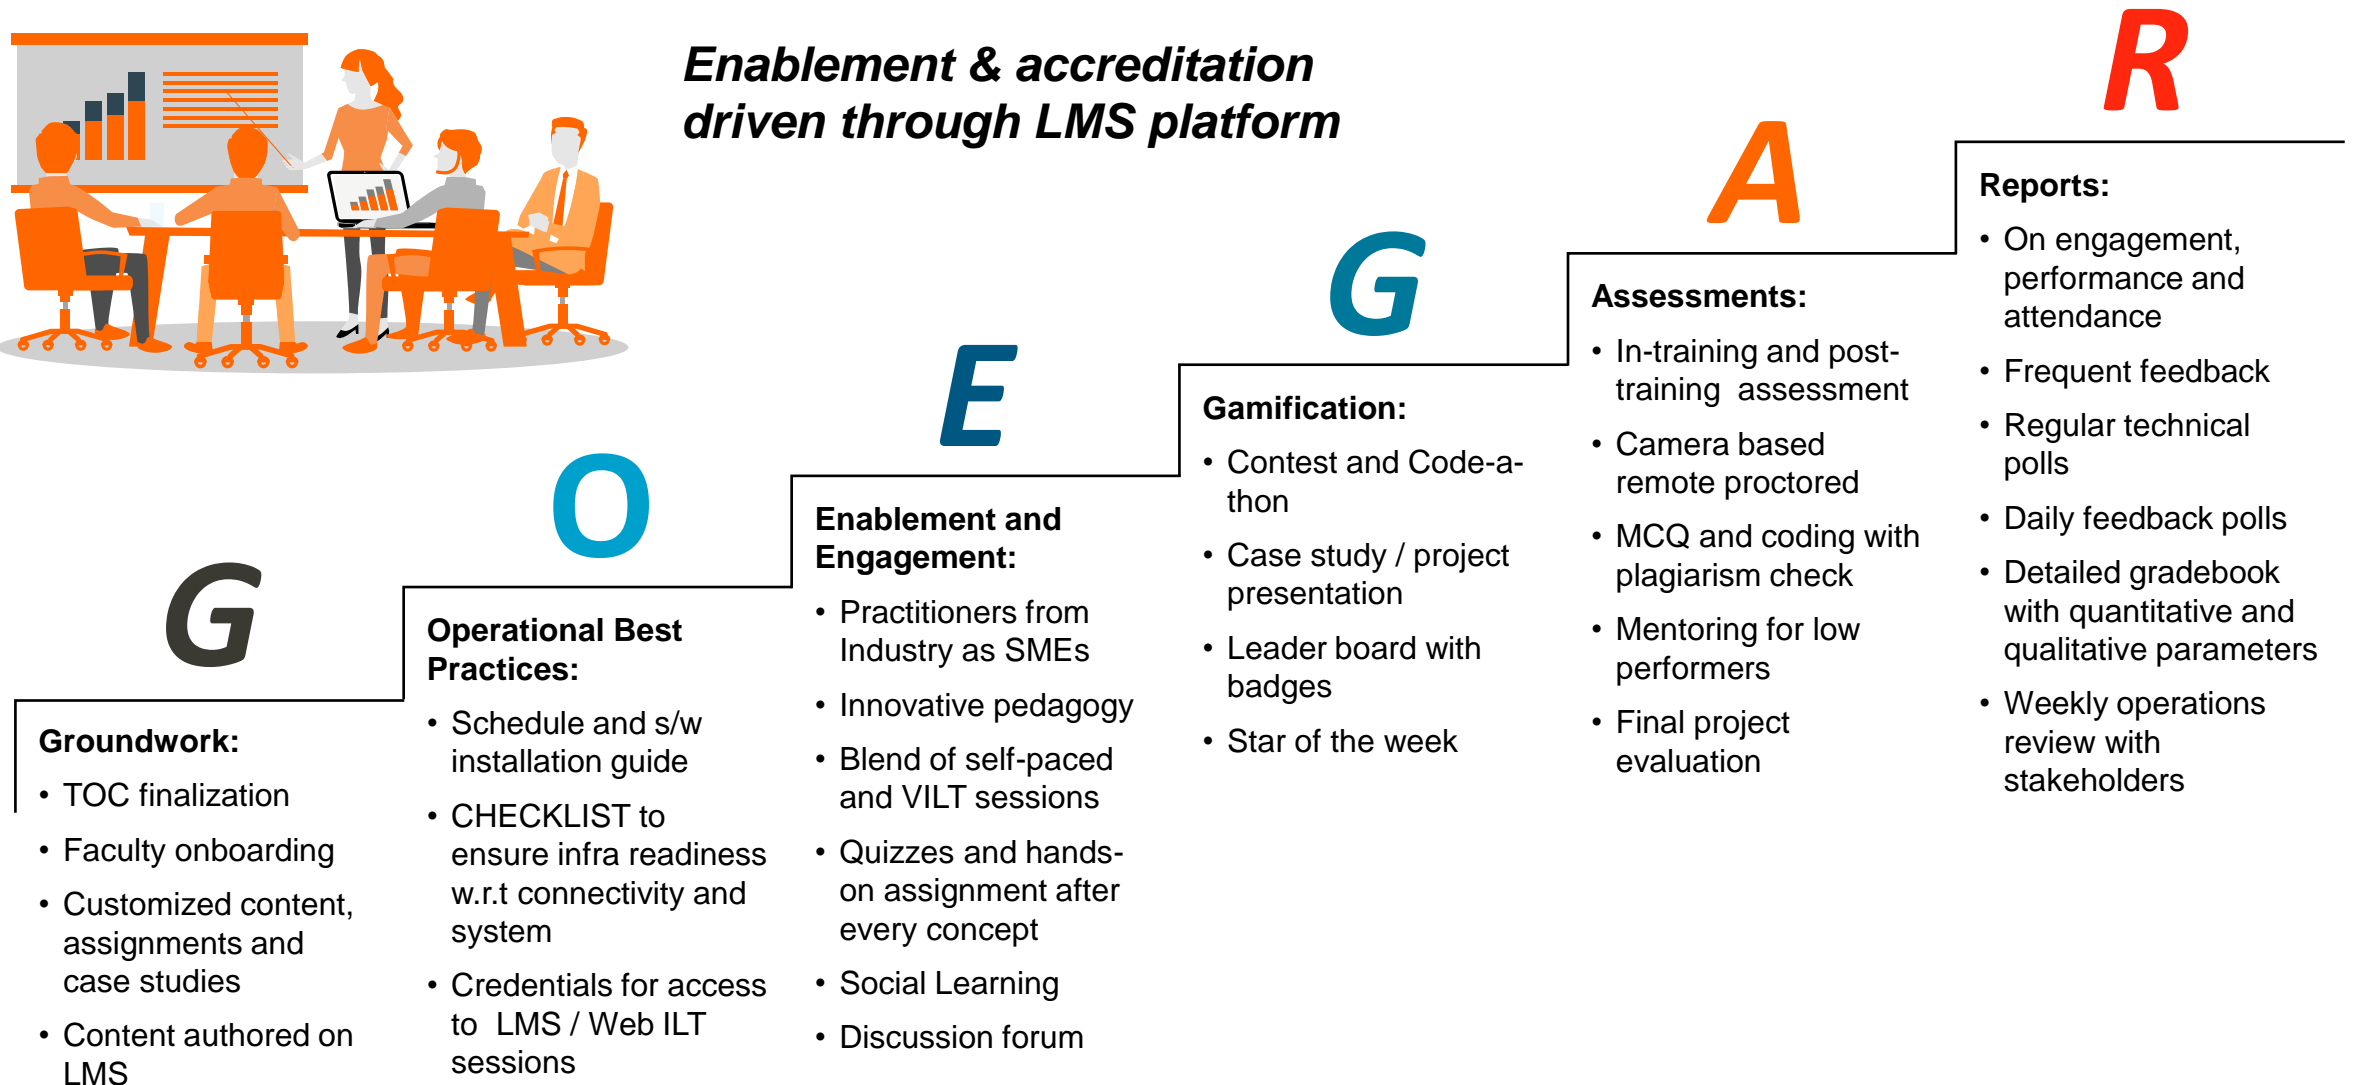 Enablement & accreditation
driven through LMS platform
G
Groundwork:
• TOC finalization
• Faculty onboarding
• Customized content,
assignments and
case studies
• Content authored on
LMS
O
Operational Best
Practices:
• Schedule and s/w
installation guide
• CHECKLIST to
ensure infra readiness
w.r.t connectivity and
system
• Credentials for access
to LMS / Web ILT
sessions
E
Enablement and
Engagement:
• Practitioners from
Industry as SMEs
• Innovative pedagogy
• Blend of self-paced
and VILT sessions
• Quizzes and hands-
on assignment after
every concept
• Social Learning
• Discussion forum
G
Gamification:
• Contest and Code-a-
thon
• Case study / project
presentation
• Leader board with
badges
• Star of the week
A
Assessments:
• In-training and post-
training assessment
• Camera based
remote proctored
• MCQ and coding with
plagiarism check
• Mentoring for low
performers
• Final project
evaluation
R
Reports:
• On engagement,
performance and
attendance
• Frequent feedback
• Regular technical
polls
• Daily feedback polls
• Detailed gradebook
with quantitative and
qualitative parameters
• Weekly operations
review with
stakeholders